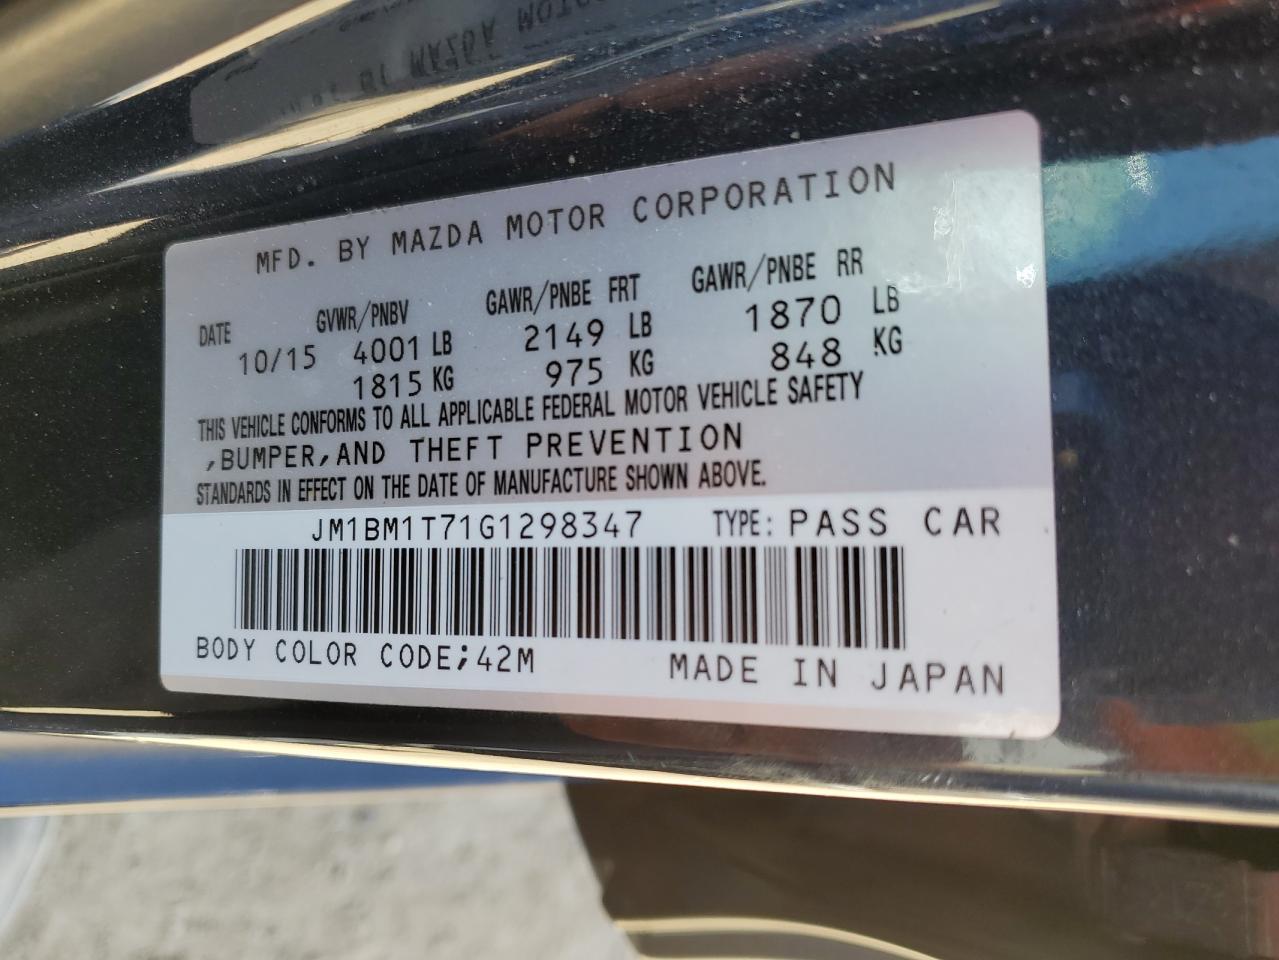 MFD. BY MAZDA MOTOR CORPORATION
DATE GVWR/PNBV GAWR/PNBE FRT GAWR/PNBE RR
10/15 4001 LB 2149 LB 1870 LB
1815 KG 975 KG 848 KG
THIS VEHICLE CONFORMS TO ALL APPLICABLE FEDERAL MOTOR VEHICLE SAFETY
,BUMPER,AND THEFT PREVENTION
STANDARDS IN EFFECT ON THE DATE OF MANUFACTURE SHOWN ABOVE.
JM1BM1T71G1298347 TYPE: PASS CAR
BODY COLOR CODE;42M MADE IN JAPAN